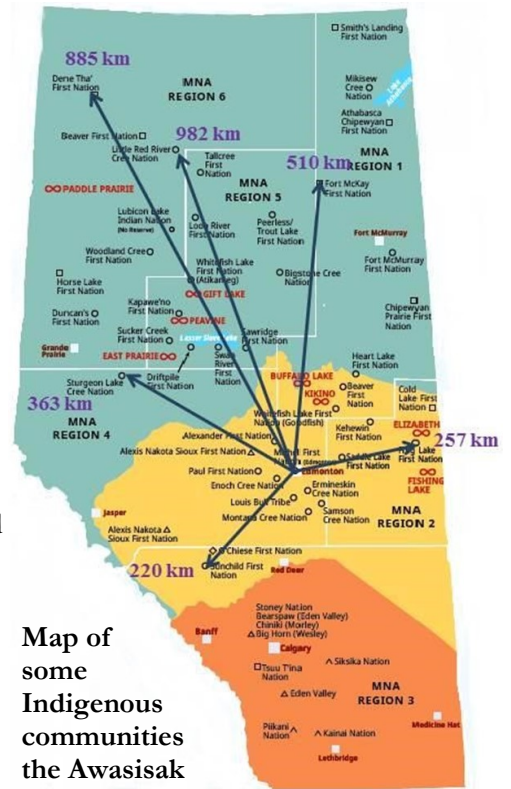 Smith's Landing
First Nation
885 km
Dene Tha'
First Nation
MNA
REGION 6
Mikisew
Cree
Nation
Lake
Athabasca
Athabasca
Chipewyan
First Nation
Beaver First Nation
982 km
Little Red River
Cree Nation
Tallcree
First
Nation
510 km
MNA
REGION 1
PADDLE PRAIRIE
MNA
REGION 5
Fort McKay
First Nation
Lubicon Lake
Indian Nation
(No Reserve)
Loon River
First Nation
Peerless/
Trout Lake
First Nation
Fort McMurray
Woodland Cree
First Nation
Whitefish Lake
First Nation
(Atikameg)
Bigstone Cree
Nation
Fort McMurray
First Nation
Horse Lake
First Nation
GIFT LAKE
Kapawe'no
First Nation
PEAVINE
Chipewyan
Prairie First
Nation
Duncan's
First Nation
Sucker Creek
First Nation
Lesser Slave Lake
Sawridge
First Nation
Grande
Prairie
EAST PRAIRIE
Swan
River
First
Nation
Heart Lake
First Nation
Sturgeon Lake
Cree Nation
Driftpile
First Nation
BUFFALO LAKE
KIKINO
Beaver
First
Nation
Cold
Lake First
Nation
363 km
MNA
REGION 4
Whitefish Lake First
Nation (Goodfish)
Kehewin
First Nation
ELIZABETH
Alexander First Nation
257 km
Alexis Nakota Sioux First Nation
First
Saddle Lake
First Nation
First
Nation
Paul First Nation
Edmonton
FISHING
LAKE
Enoch Cree
Nation
Ermineskin
Cree Nation
Louis Bull Tribe
Montana Cree Nation
Samson
Cree Nation
MNA
REGION 2
Jasper
Alexis Nakota
Sioux First Nation
O'Chiese First Nation
220 km
Sunchild First
Nation
Red Deer
Map of
some
Indigenous
communities
the Awasisak
Stoney Nation
Bearspaw (Eden Valley)
Chiniki (Morley)
Big Horn (Wesley)
Banff
Calgary
Tsuu T'ina
Nation
Siksika Nation
Eden Valley
MNA
REGION 3
Piikani
Nation
Kainai Nation
Medicine Hat
Lethbridge